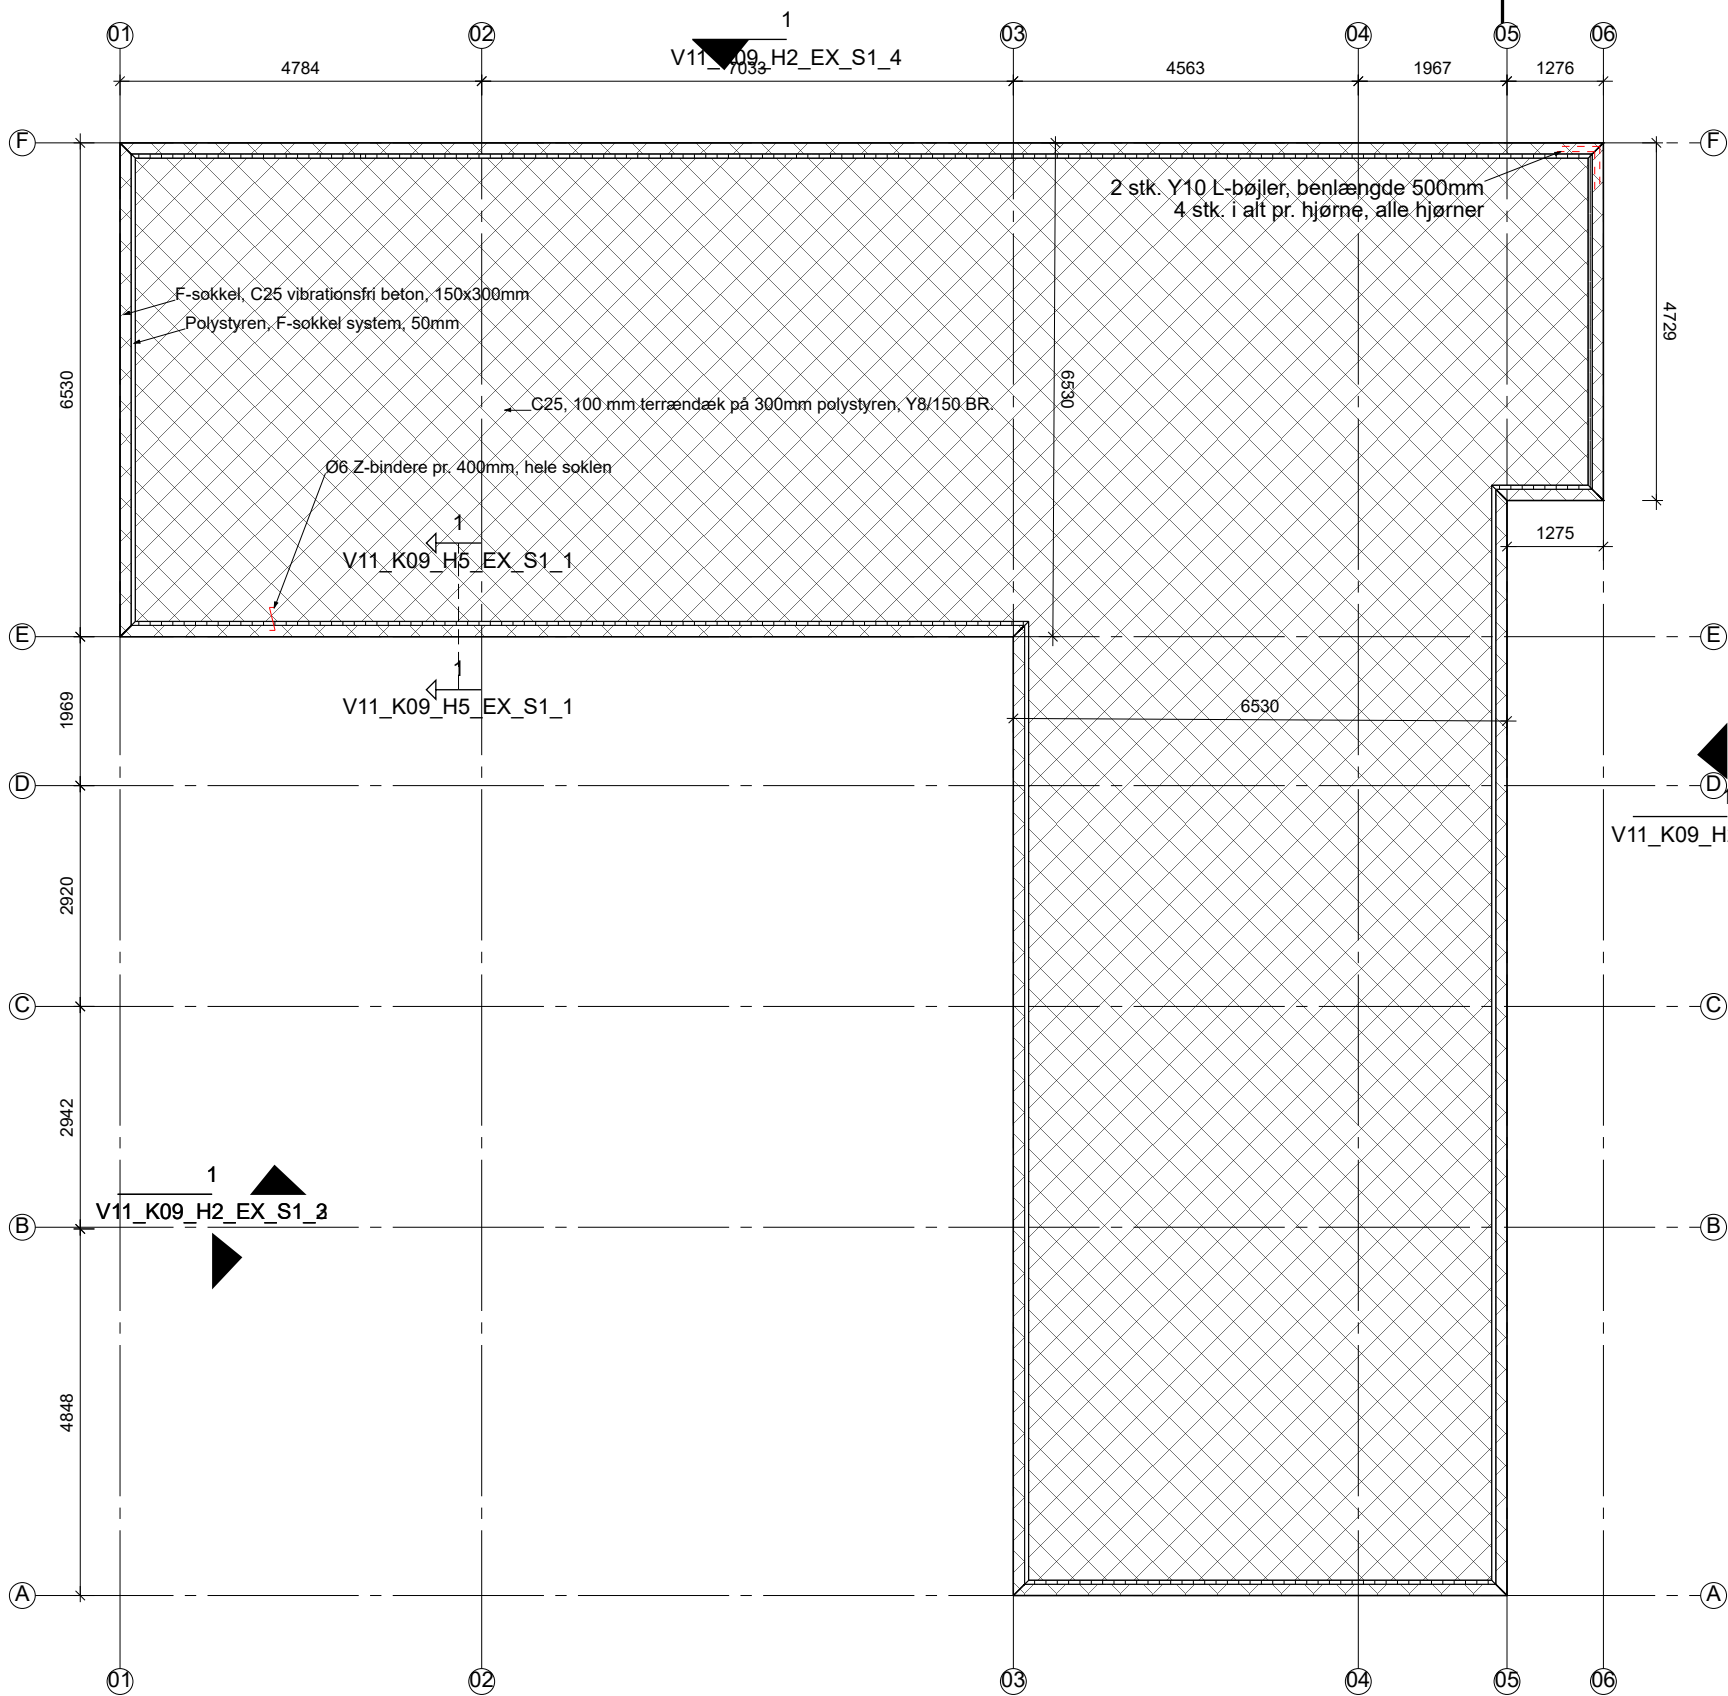 01 02 03 04 05 06
1
V11_K09_H2_EX_S1_4
4784 7033 4563 1967 1276
F F
2 stk. Y10 L-bøjler, benlængde 500mm
4 stk. i alt pr. hjørne, alle hjørner
F-søkkel, C25 vibrationsfri beton, 150x300mm
Polystyren, F-søkkel system, 50mm
4729
6530
6530
C25, 100 mm terrændæk på 300mm polystyren, Y8/150 BR.
Ø6 Z-bindere pr. 400mm, hele soklen
1
V11_K09_H5_EX_S1_1
1275
E E
1
V11_K09_H5_EX_S1_1
1969
6530
D D
V11_K09_H
2920
C C
2942
1
V11_K09_H2_EX_S1_
B B
4848
A A
01 02 03 04 05 06